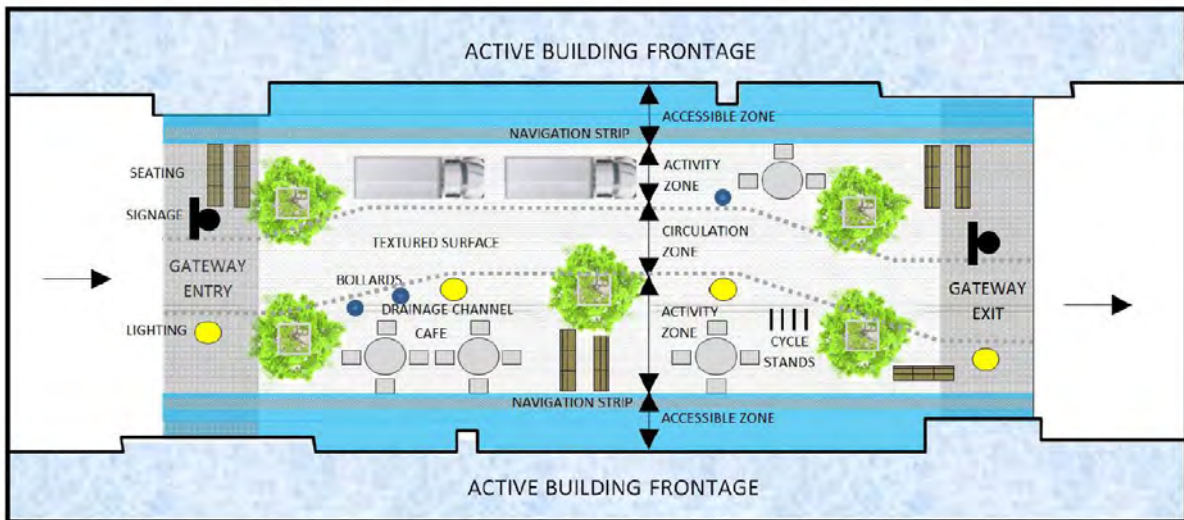 ACTIVE BUILDING FRONTAGE
ACCESSIBLE ZONE
NAVIGATION STRIP
SEATING
ACTIVITY
ZONE
SIGNAGE
TEXTURED SURFACE
CIRCULATION
ZONE
GATEWAY
ENTRY
BOLLARDS
GATEWAY
EXIT
LIGHTING
DRAINAGE CHANNEL
CAFE
ACTIVITY
ZONE
CYCLE
STANDS
NAVIGATION STRIP
ACCESSIBLE ZONE
ACTIVE BUILDING FRONTAGE